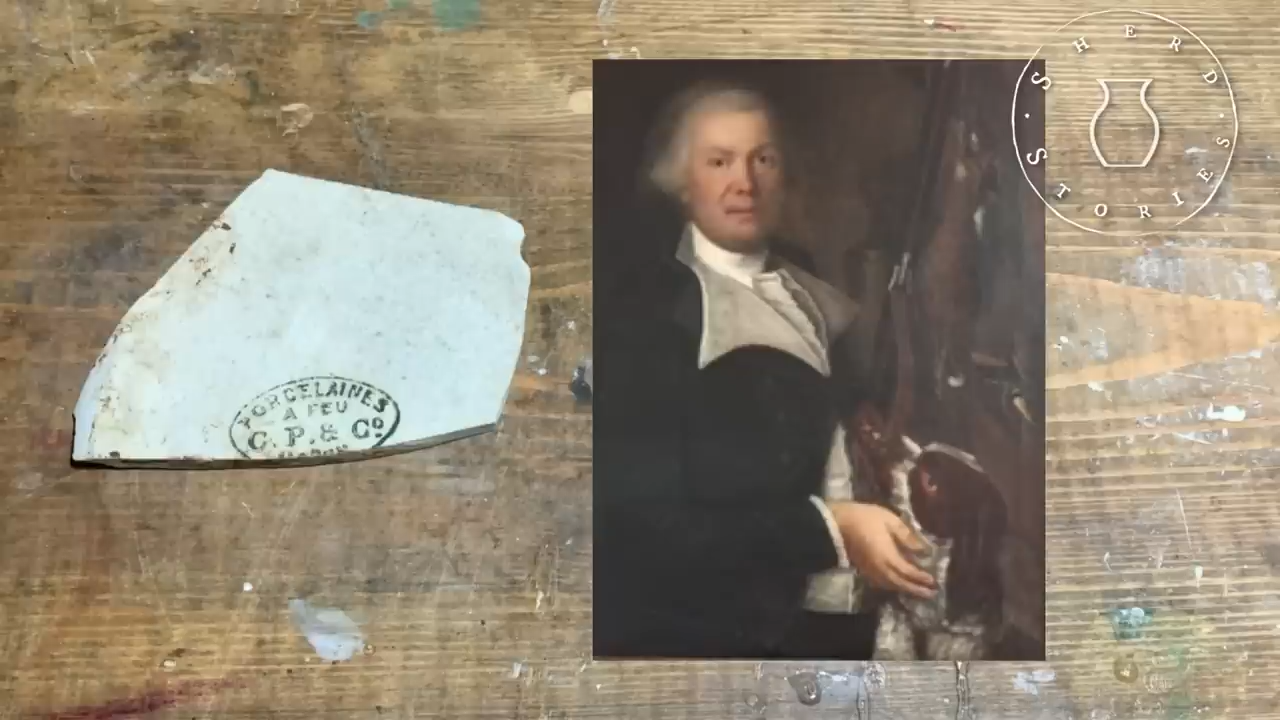 PORCELAINES
A FEU
C. P. & Co
SHERD
STORIES